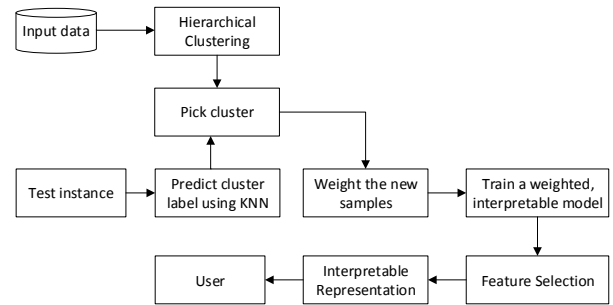 Input data
Hierarchical
Clustering
Pick cluster
Test instance
Predict cluster
label using KNN
Weight the new
samples
Train a weighted,
interpretable model
User
Interpretable
Representation
Feature Selection